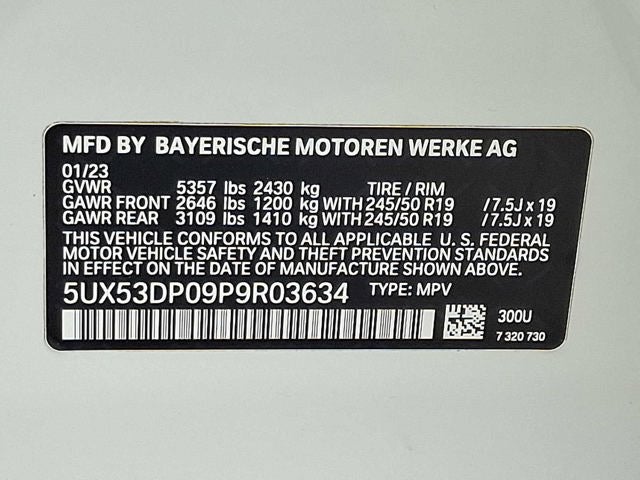 MFD BY BAYERISCHE MOTOREN WERKE AG
01/23
GVWR 5357 lbs 2430 kg TIRE / RIM
GAWR FRONT 2646 lbs 1200 kg WITH 245/50 R19 / 7.5J x 19
GAWR REAR 3109 lbs 1410 kg WITH 245/50 R19 / 7.5J x 19
THIS VEHICLE CONFORMS TO ALL APPLICABLE U. S. FEDERAL
MOTOR VEHICLE SAFETY AND THEFT PREVENTION
STANDARDS IN EFFECT ON THE DATE OF MANUFACTURE SHOWN ABOVE.
5UX53DP09P9R03634 TYPE: MPV
300U
7 320 730